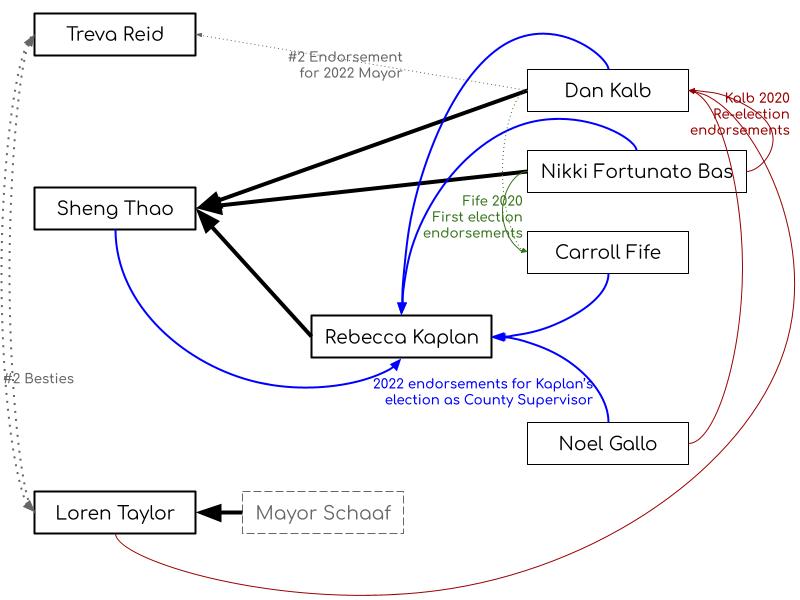 Treva Reid
#2 Endorsement
for 2022 Mayor
Dan Kalb
Kalb 2020
Re-election
endorsements
Nikki Fortunato Bas
Sheng Thao
Fife 2020
First election
endorsements
Carroll Fife
Rebecca Kaplan
#2 Besties
2022 endorsements for Kaplan's
election as County Supervisor
Noel Gallo
Loren Taylor
Mayor Schaaf